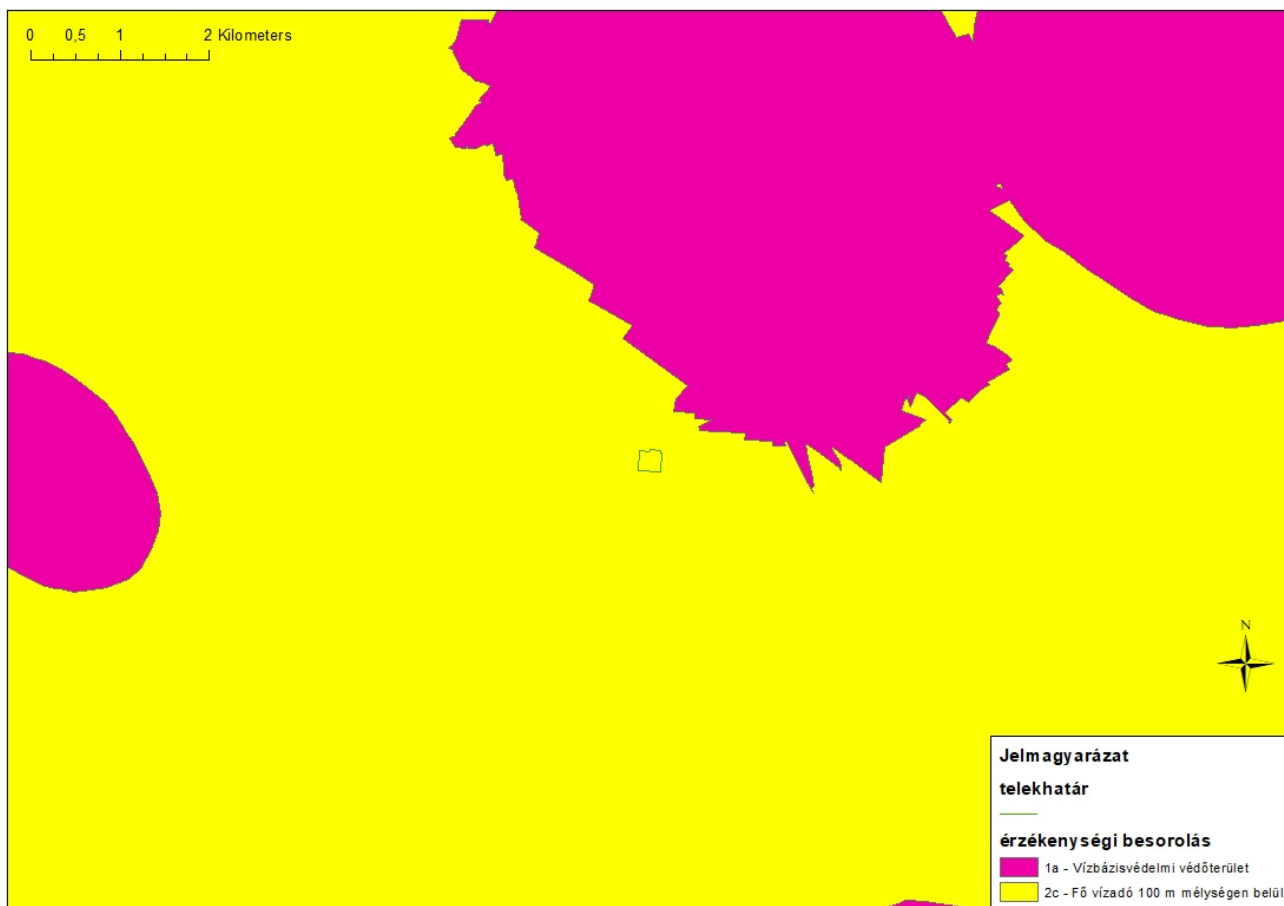 0 0,5 1 2 Kilometers
N
Jelmagyarázat
telekhatár
érzékenységi besorolás
1a - Vízbázisvédelmi védőterület
2c - Fő vízadó 100 m mélységen belül